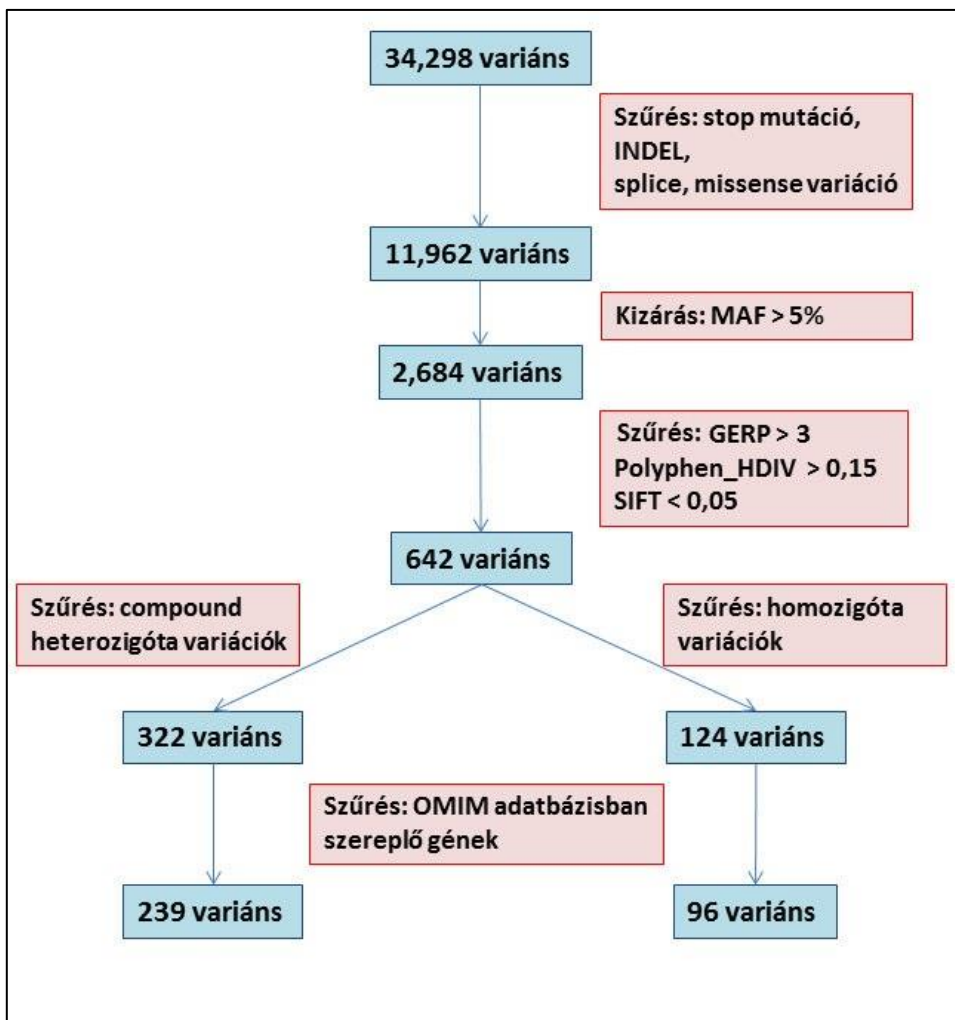 34,298 variáns
Szűrés: stop mutáció,
INDEL,
splice, missense variáció
11,962 variáns
Kizárás: MAF > 5%
2,684 variáns
Szűrés: GERP > 3
Polyphen_HDIV > 0,15
SIFT < 0,05
642 variáns
Szűrés: compound
heterozigóta variációk
Szűrés: homozigóta
variációk
322 variáns
124 variáns
Szűrés: OMIM adatbázisban
szereplő gének
239 variáns
96 variáns